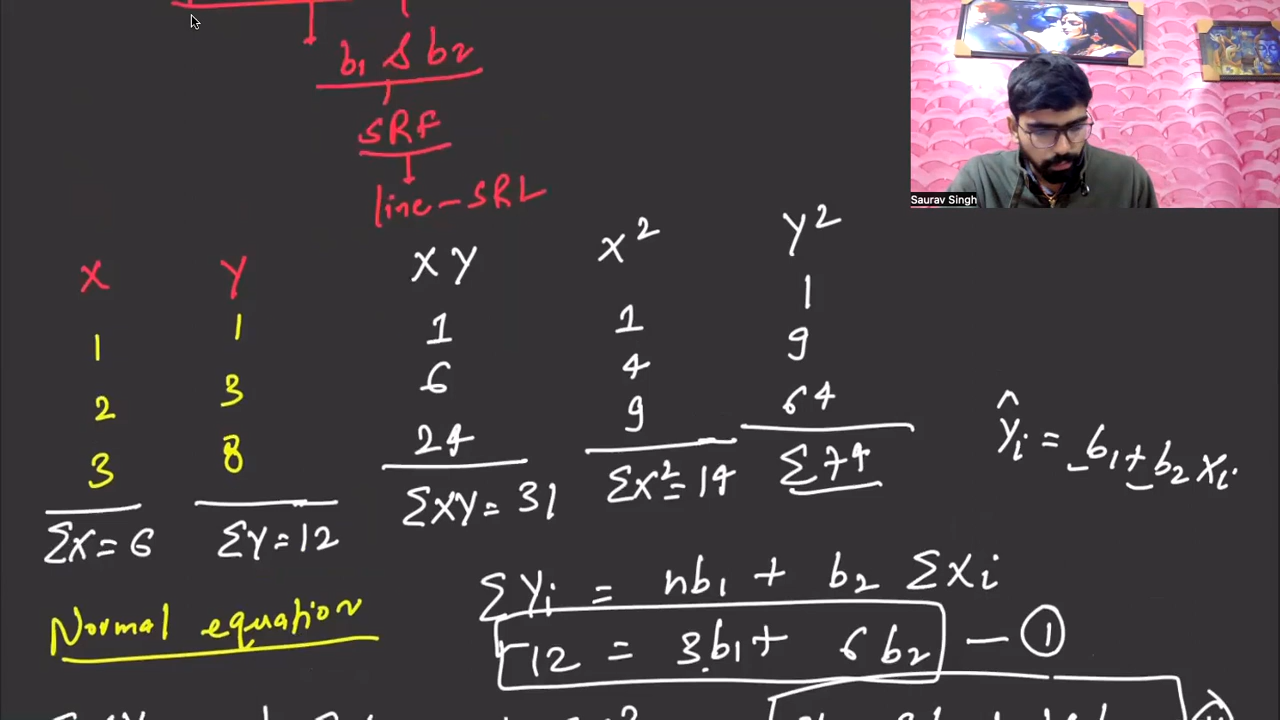 b₁ & b₂
SRF
line-SRL
X Y XY X² Y²
1 1 1 1 1
2 3 6 4 9
3 8 24 9 64
ΣX=6 ΣY=12 ΣXY=31 ΣX²=14 Σ74
ŷᵢ = b₁+b₂Xᵢ
Normal equation
ΣYᵢ = nb₁ + b₂ ΣXᵢ
12 = 3b₁+ 6b₂ — ①
Saurav Singh